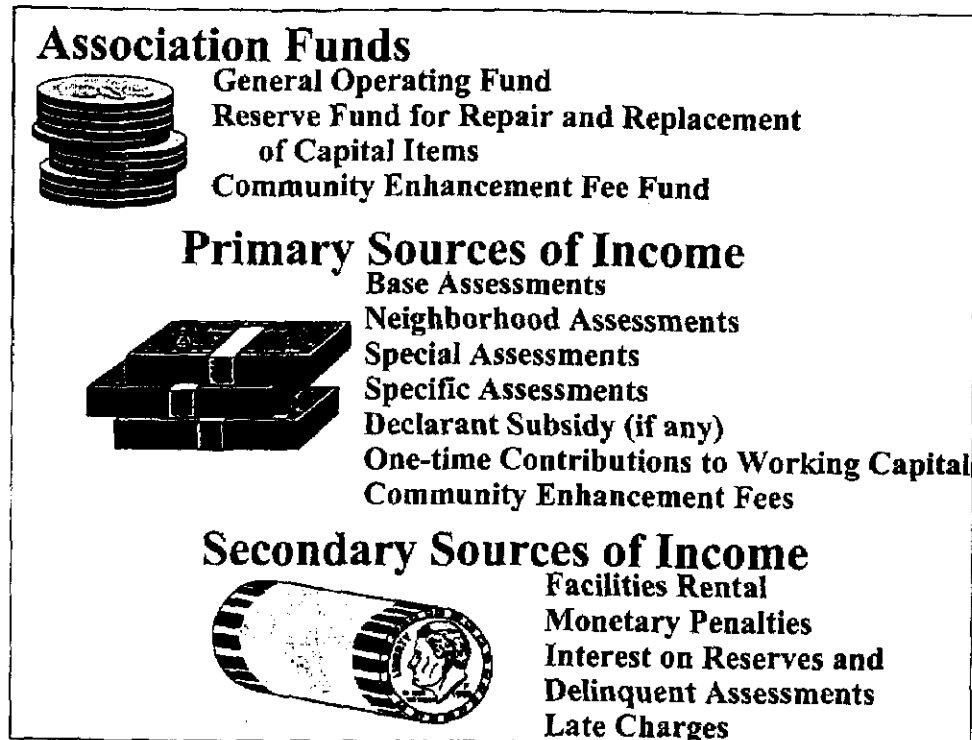 Association Funds
General Operating Fund
Reserve Fund for Repair and Replacement
of Capital Items
Community Enhancement Fee Fund
Primary Sources of Income
Base Assessments
Neighborhood Assessments
Special Assessments
Specific Assessments
Declarant Subsidy (if any)
One-time Contributions to Working Capital
Community Enhancement Fees
Secondary Sources of Income
Facilities Rental
Monetary Penalties
Interest on Reserves and
Delinquent Assessments
Late Charges
LIBERTY